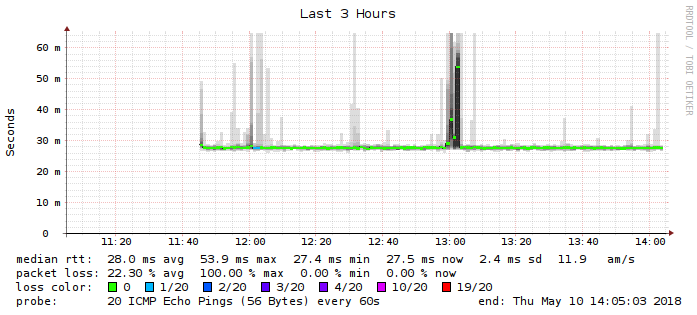 Last 3 Hours
RRDTOOL / TOBI OETIKER
Seconds
60 m
50 m
40 m
30 m
20 m
10 m
0
11:20 11:40 12:00 12:20 12:40 13:00 13:20 13:40 14:00
median rtt: 28.0 ms avg 53.9 ms max 27.4 ms min 27.5 ms now 2.4 ms sd 11.9 am/s
packet loss: 22.30 % avg 100.00 % max 0.00 % min 0.00 % now
loss color: 0 1/20 2/20 3/20 4/20 10/20 19/20
probe: 20 ICMP Echo Pings (56 Bytes) every 60s end: Thu May 10 14:05:03 2018